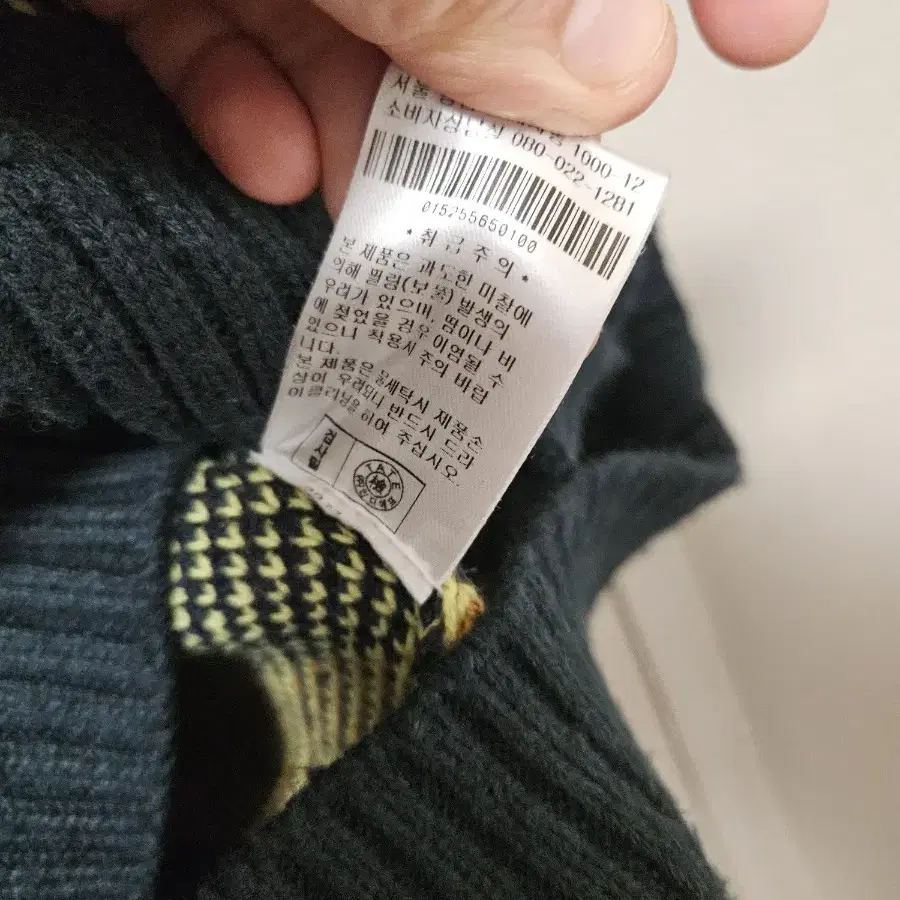 서울
1000-12
소비자상담실 080-022-1281
015255650100
* 취급주의 *
본 제품은 과도한 마찰에
의해 필링(보풀) 발생의
우려가 있으며, 땀이나 비
에 젖었을 경우 이염될 수
있으니 착용시 주의 바랍
니다.
본 제품은 물세탁시 제품손
상이 우려되니 반드시 드라
이클리닝을 하여 주십시오.
검사필
TATE